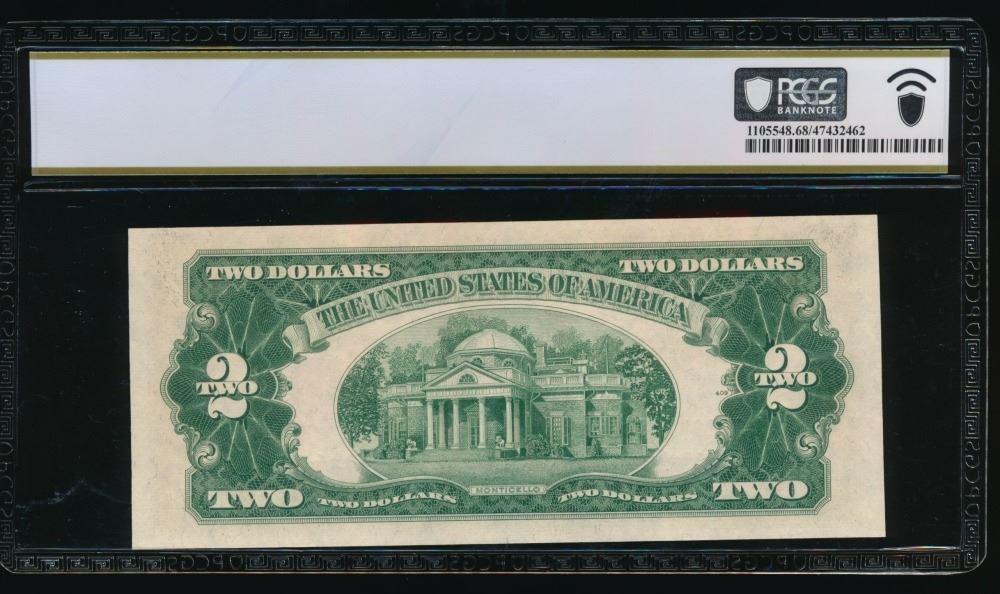 PCGS
BANKNOTE
1105548.68/47432462
TWO DOLLARS TWO DOLLARS
THE UNITED STATES OF AMERICA
2 2
TWO TWO
409
TWO TWO DOLLARS MONTICELLO TWO DOLLARS TWO